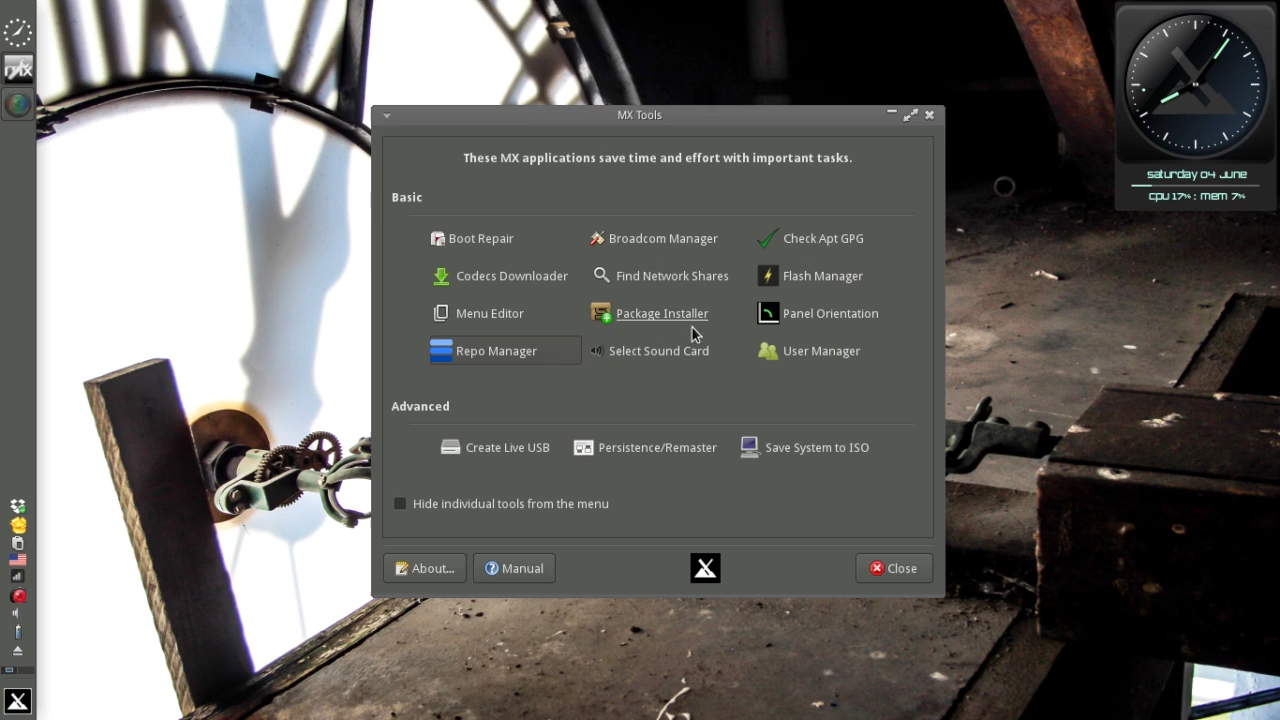 MX Tools
These MX applications save time and effort with important tasks.
Basic
Boot Repair
Broadcom Manager
Check Apt GPG
Codecs Downloader
Find Network Shares
Flash Manager
Menu Editor
Package Installer
Panel Orientation
Repo Manager
Select Sound Card
User Manager
Advanced
Create Live USB
Persistence/Remaster
Save System to ISO
Hide individual tools from the menu
About...
Manual
Close
saturday 04 June
cpu 17% : mem 7%
mx